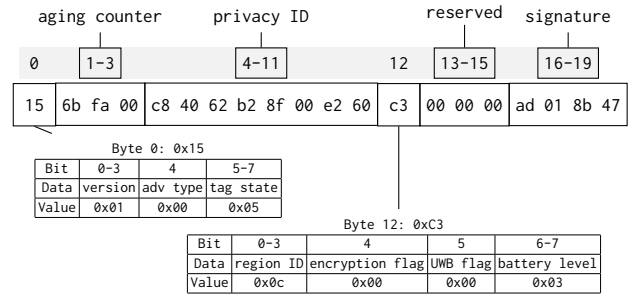 aging counter privacy ID reserved signature
0 1-3 4-11 12 13-15 16-19
15 6b fa 00 c8 40 62 b2 8f 00 e2 60 c3 00 00 00 ad 01 8b 47
Byte 0: 0x15
Bit 0-3 4 5-7
Data version adv type tag state
Value 0x01 0x00 0x05
Byte 12: 0xC3
Bit 0-3 4 5 6-7
Data region ID encryption flag UWB flag battery level
Value 0x0c 0x00 0x00 0x03